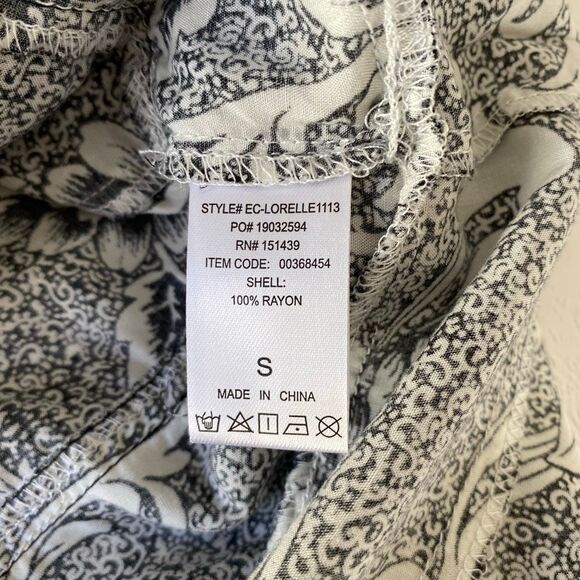 STYLE# EC-LORELLE1113
PO# 19032594
RN# 151439
ITEM CODE: 00368454
SHELL:
100% RAYON
S
MADE IN CHINA